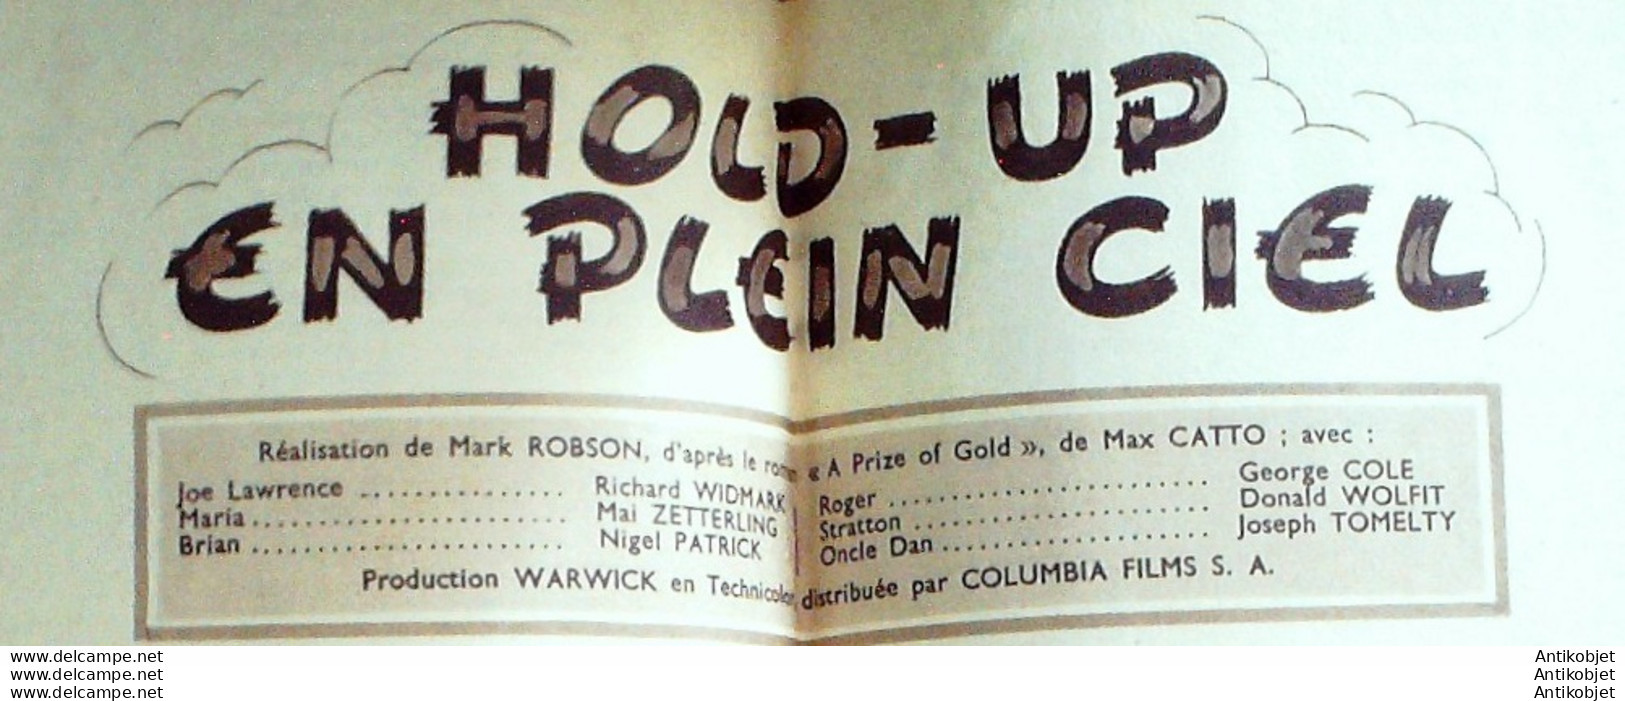 HOLD-UP
EN PLEIN CIEL
Réalisation de Mark ROBSON, d'après le roman « A Prize of Gold », de Max CATTO ; avec :
Joe Lawrence ................ Richard WIDMARK
Maria........................ Mai ZETTERLING
Brian ........................ Nigel PATRICK
Roger ........................ George COLE
Stratton ........................ Donald WOLFIT
Oncle Dan..................... Joseph TOMELTY
Production WARWICK en Technicolor, distribuée par COLUMBIA FILMS S. A.
www.delcampe.net
www.delcampe.net
www.delcampe.net
Antikobjet
Antikobjet
Antikobjet